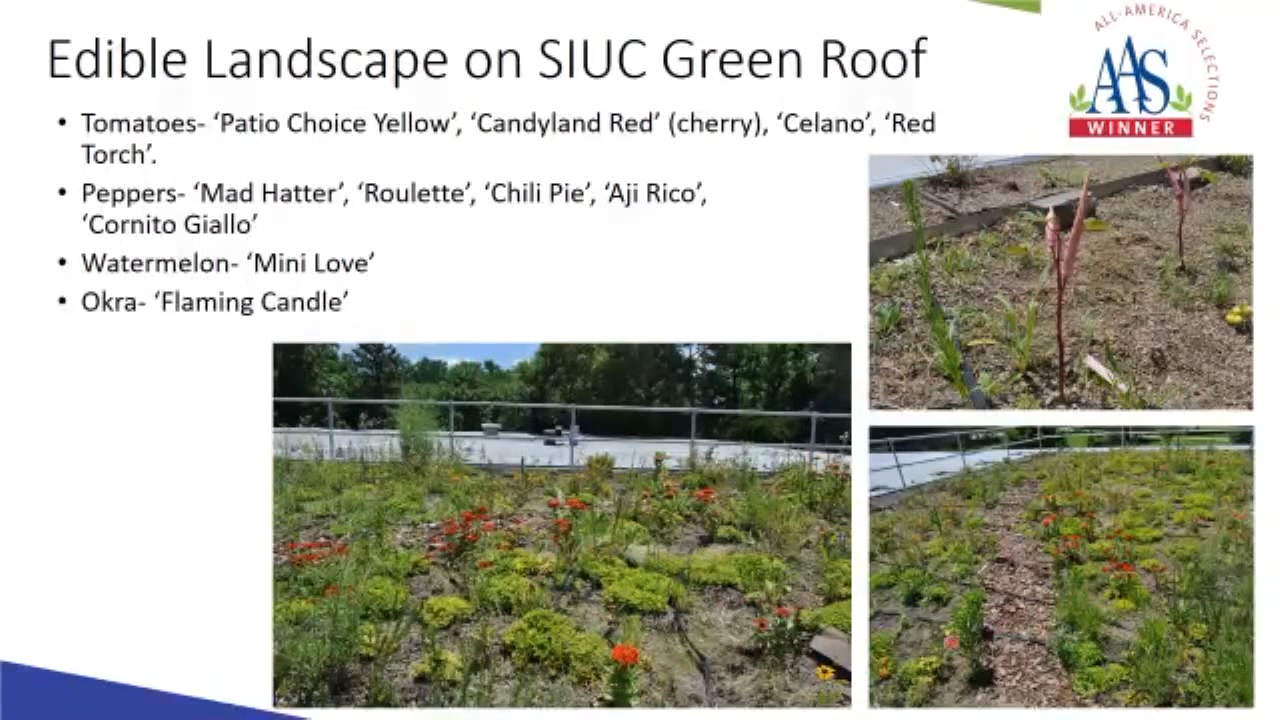 Edible Landscape on SIUC Green Roof
• Tomatoes- ‘Patio Choice Yellow’, ‘Candyland Red’ (cherry), ‘Celano’, ‘Red
Torch’.
• Peppers- ‘Mad Hatter’, ‘Roulette’, ‘Chili Pie’, ‘Aji Rico’,
‘Cornito Giallo’
• Watermelon- ‘Mini Love’
• Okra- ‘Flaming Candle’
ALL-AMERICA SELECTIONS
AAS
WINNER